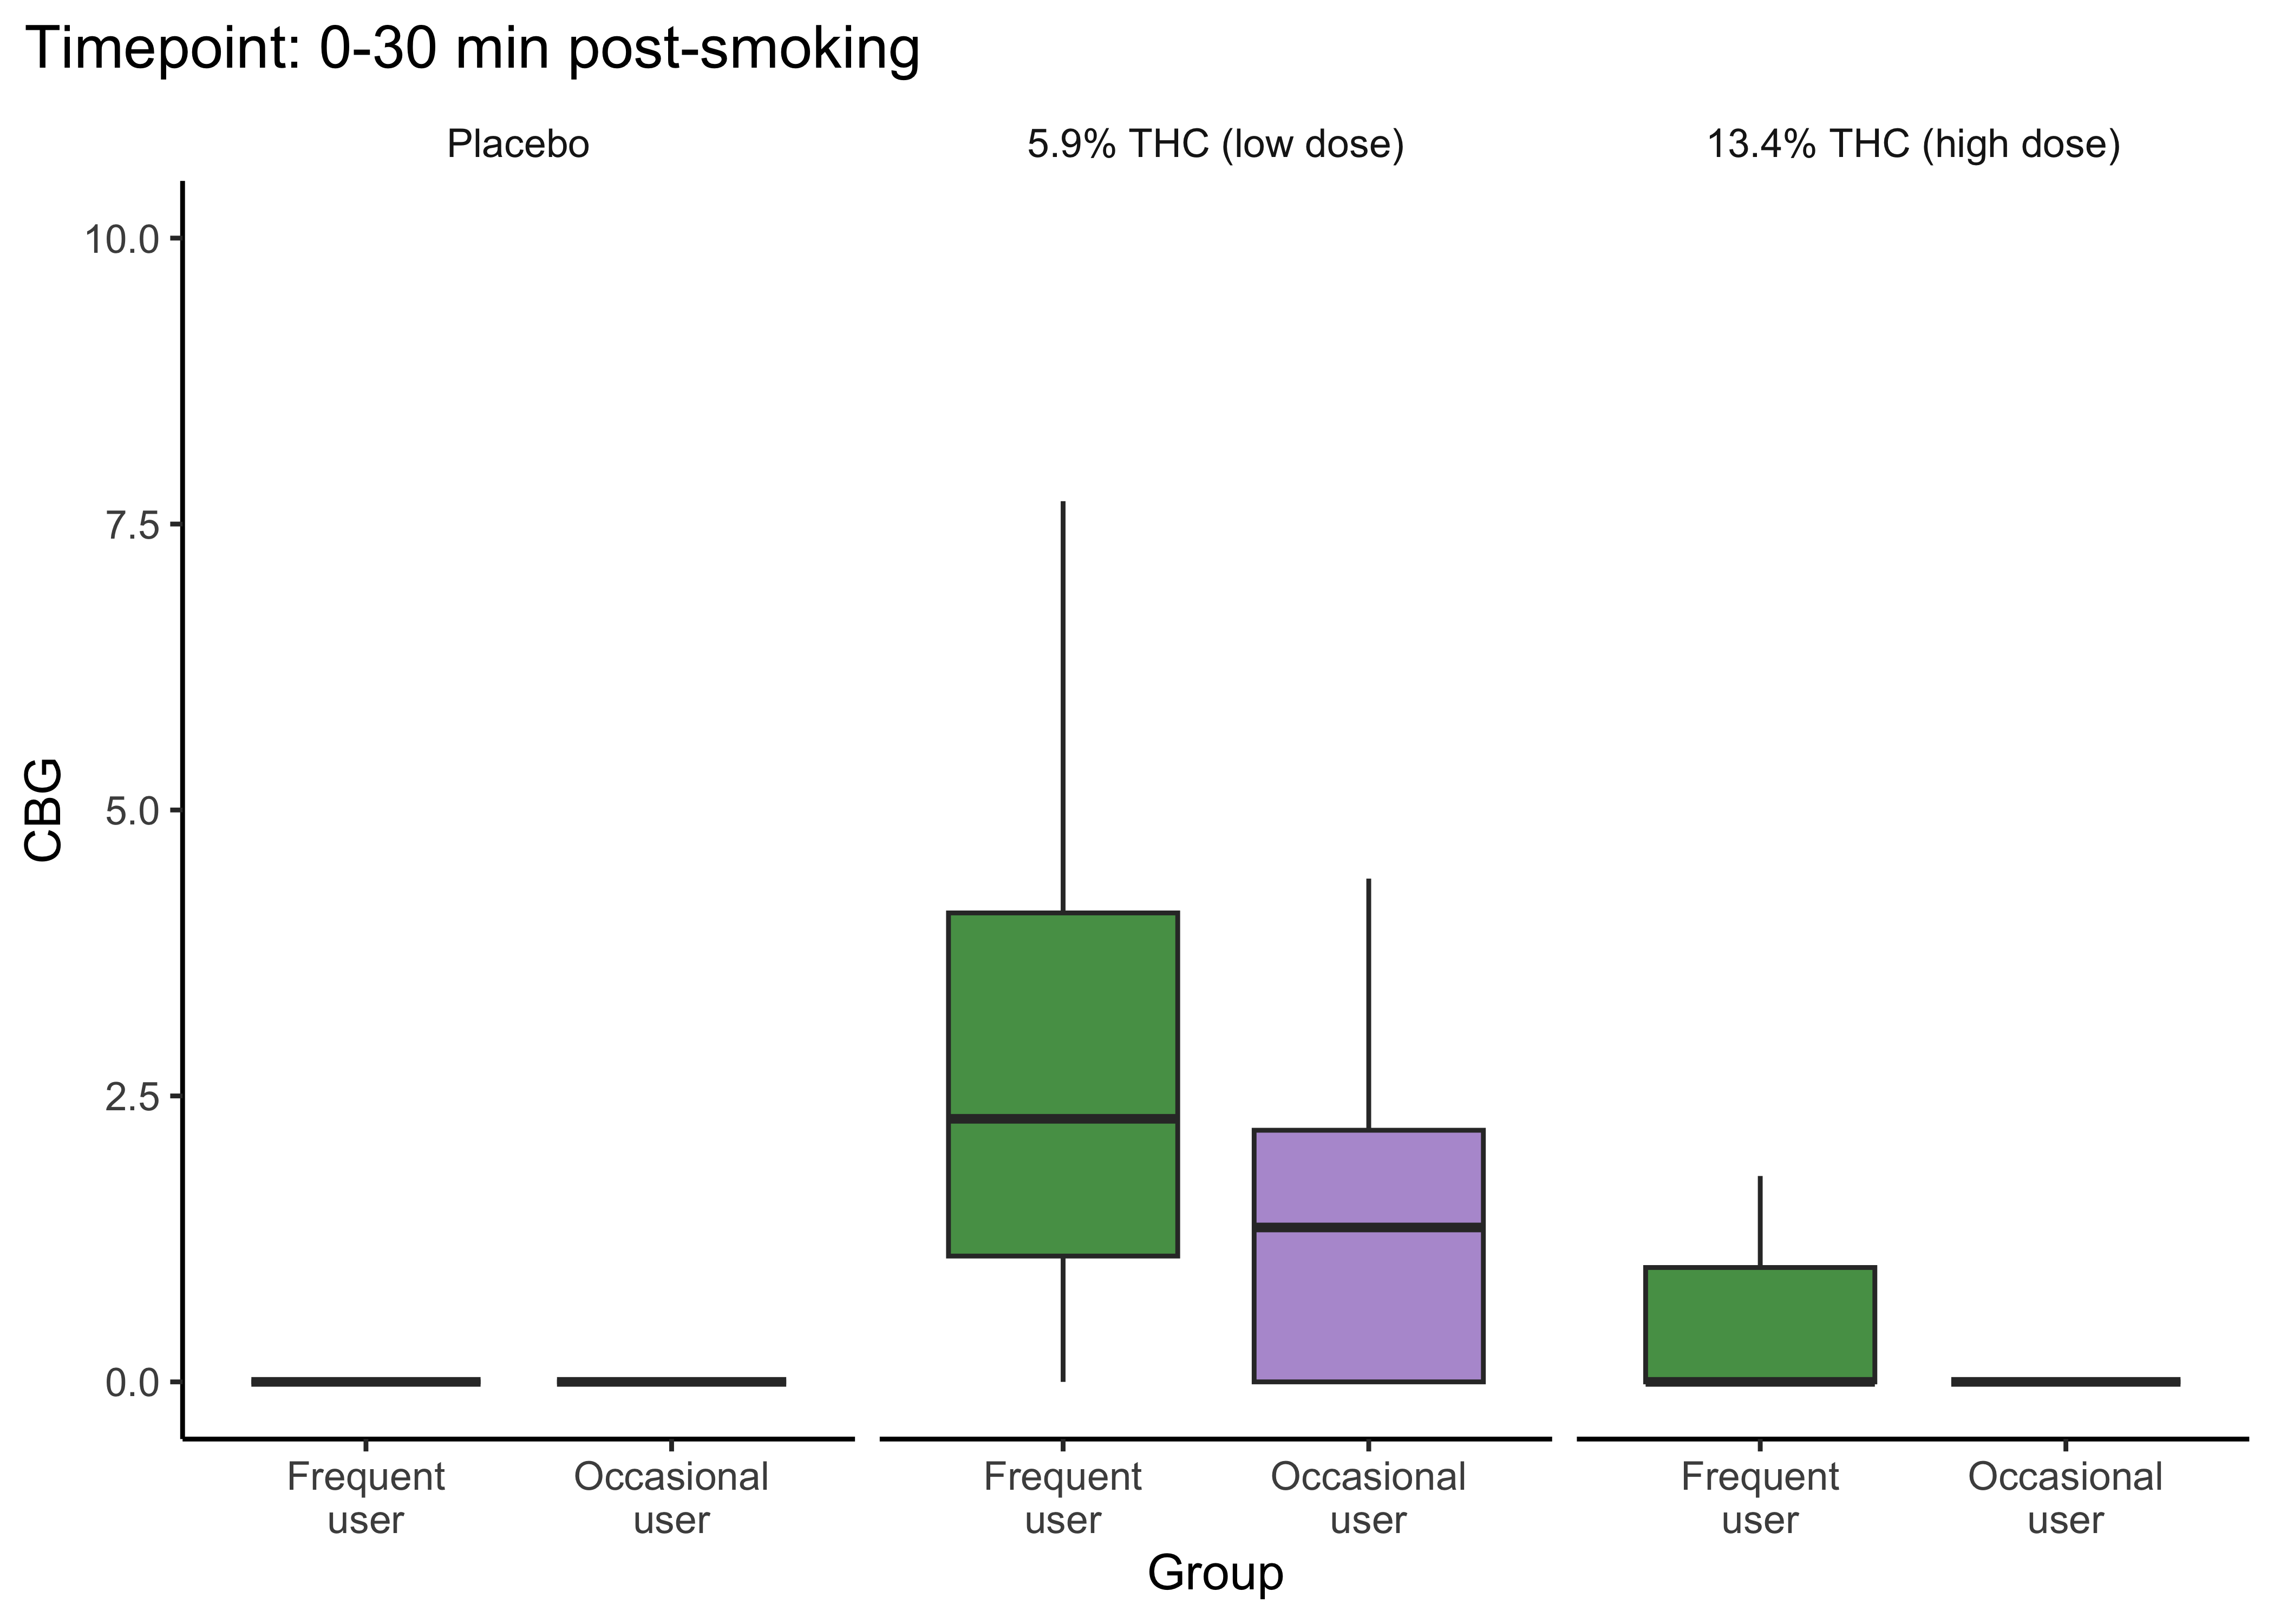 Timepoint: 0-30 min post-smoking
Placebo
5.9% THC (low dose)
13.4% THC (high dose)
10.0
7.5
5.0
2.5
0.0
CBG
Frequent
user
Occasional
user
Frequent
user
Occasional
user
Frequent
user
Occasional
user
Group